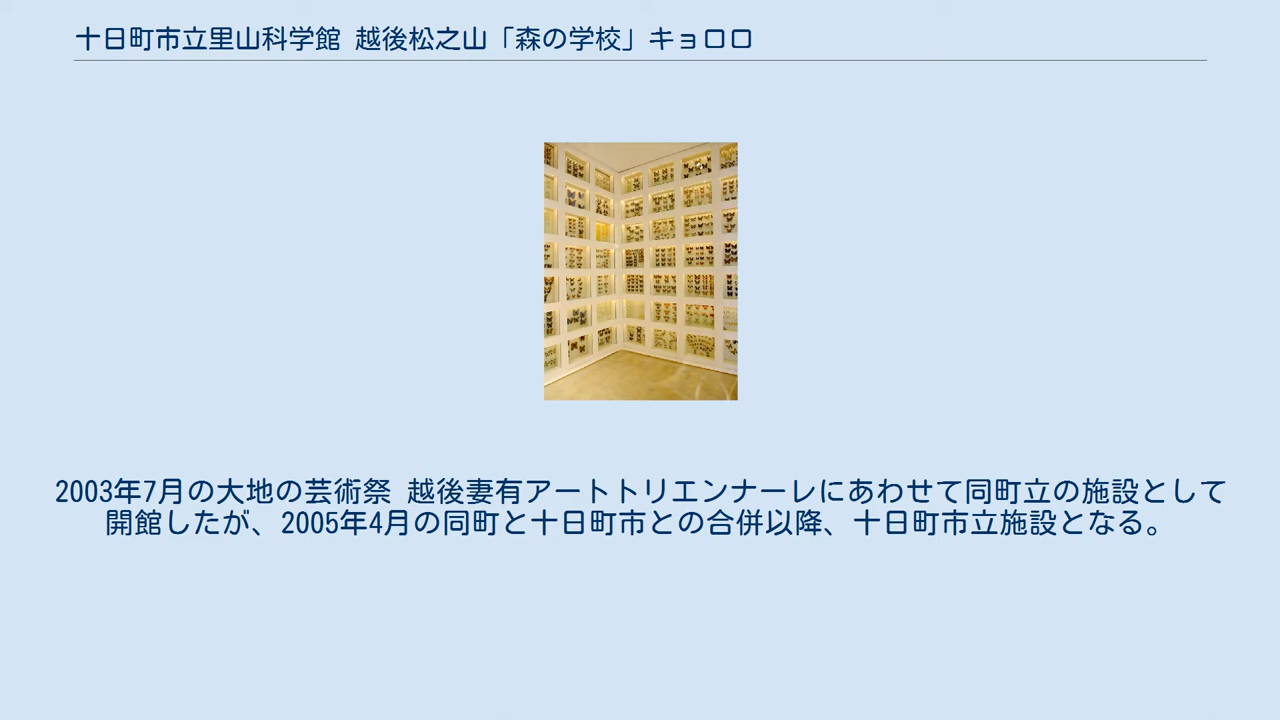 十日町市立里山科学館 越後松之山「森の学校」キョロロ
2003年7月の大地の芸術祭 越後妻有アートトリエンナーレにあわせて同町立の施設として
開館したが、2005年4月の同町と十日町市との合併以降、十日町市立施設となる。